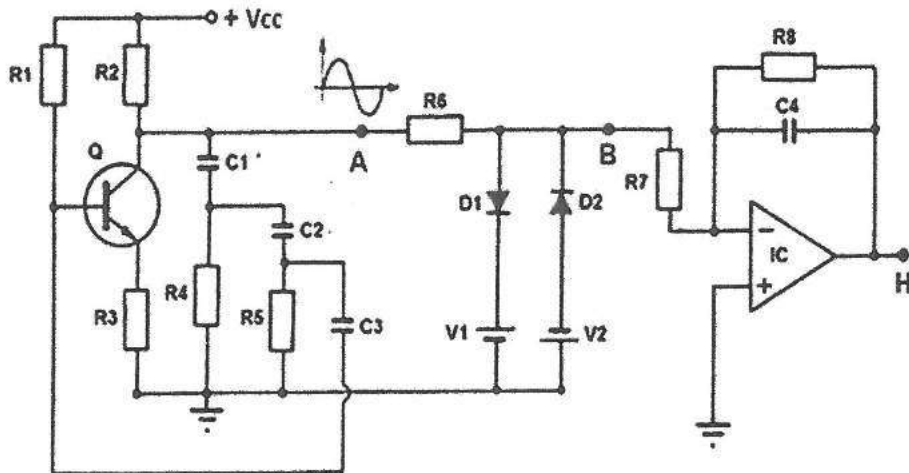 + Vcc
R1
R2
R6
R8
C4
Q
C1
A
B
R7
D1
D2
C2
IC
H
R4
R3
R5
C3
V1
V2
−
+